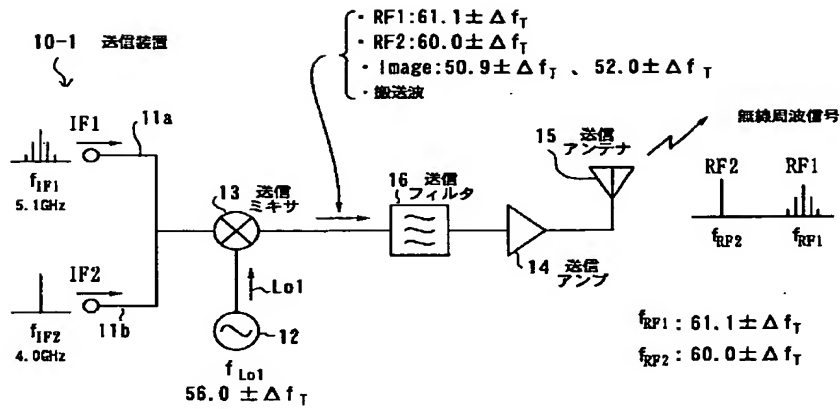 10-1 送信装置
・RF1:61.1±Δf_T
・RF2:60.0±Δf_T
・Image:50.9±Δf_T 、 52.0±Δf_T
・搬送波
IF1
11a
f_IF1
5.1GHz
IF2
11b
f_IF2
4.0GHz
13 送信
ミキサ
Lo1
12
f_Lo1
56.0 ±Δf_T
16 送信
フィルタ
14 送信
アンプ
15 送信
アンテナ
無線周波信号
RF2
RF1
f_RF2
f_RF1
f_RF1:61.1±Δf_T
f_RF2:60.0±Δf_T